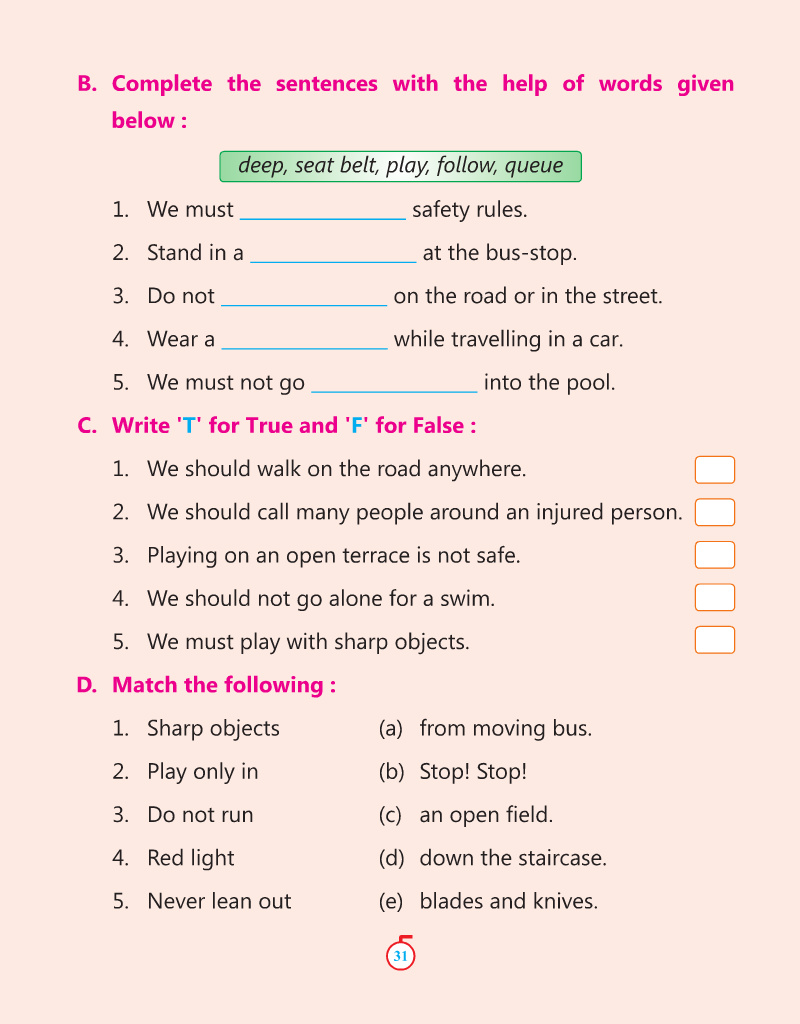 B. Complete the sentences with the help of words given
below :
deep, seat belt, play, follow, queue
1. We must _______________ safety rules.
2. Stand in a _______________ at the bus-stop.
3. Do not _______________ on the road or in the street.
4. Wear a _______________ while travelling in a car.
5. We must not go _______________ into the pool.
C. Write 'T' for True and 'F' for False :
1. We should walk on the road anywhere.
2. We should call many people around an injured person.
3. Playing on an open terrace is not safe.
4. We should not go alone for a swim.
5. We must play with sharp objects.
D. Match the following :
1. Sharp objects (a) from moving bus.
2. Play only in (b) Stop! Stop!
3. Do not run (c) an open field.
4. Red light (d) down the staircase.
5. Never lean out (e) blades and knives.
31